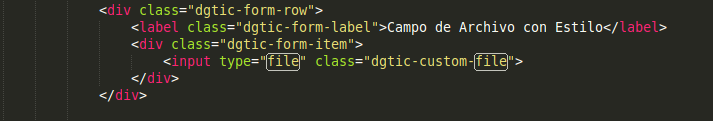 <div class="dgtic-form-row">
<label class="dgtic-form-label">Campo de Archivo con Estilo</label>
<div class="dgtic-form-item">
<input type="file" class="dgtic-custom-file">
</div>
</div>